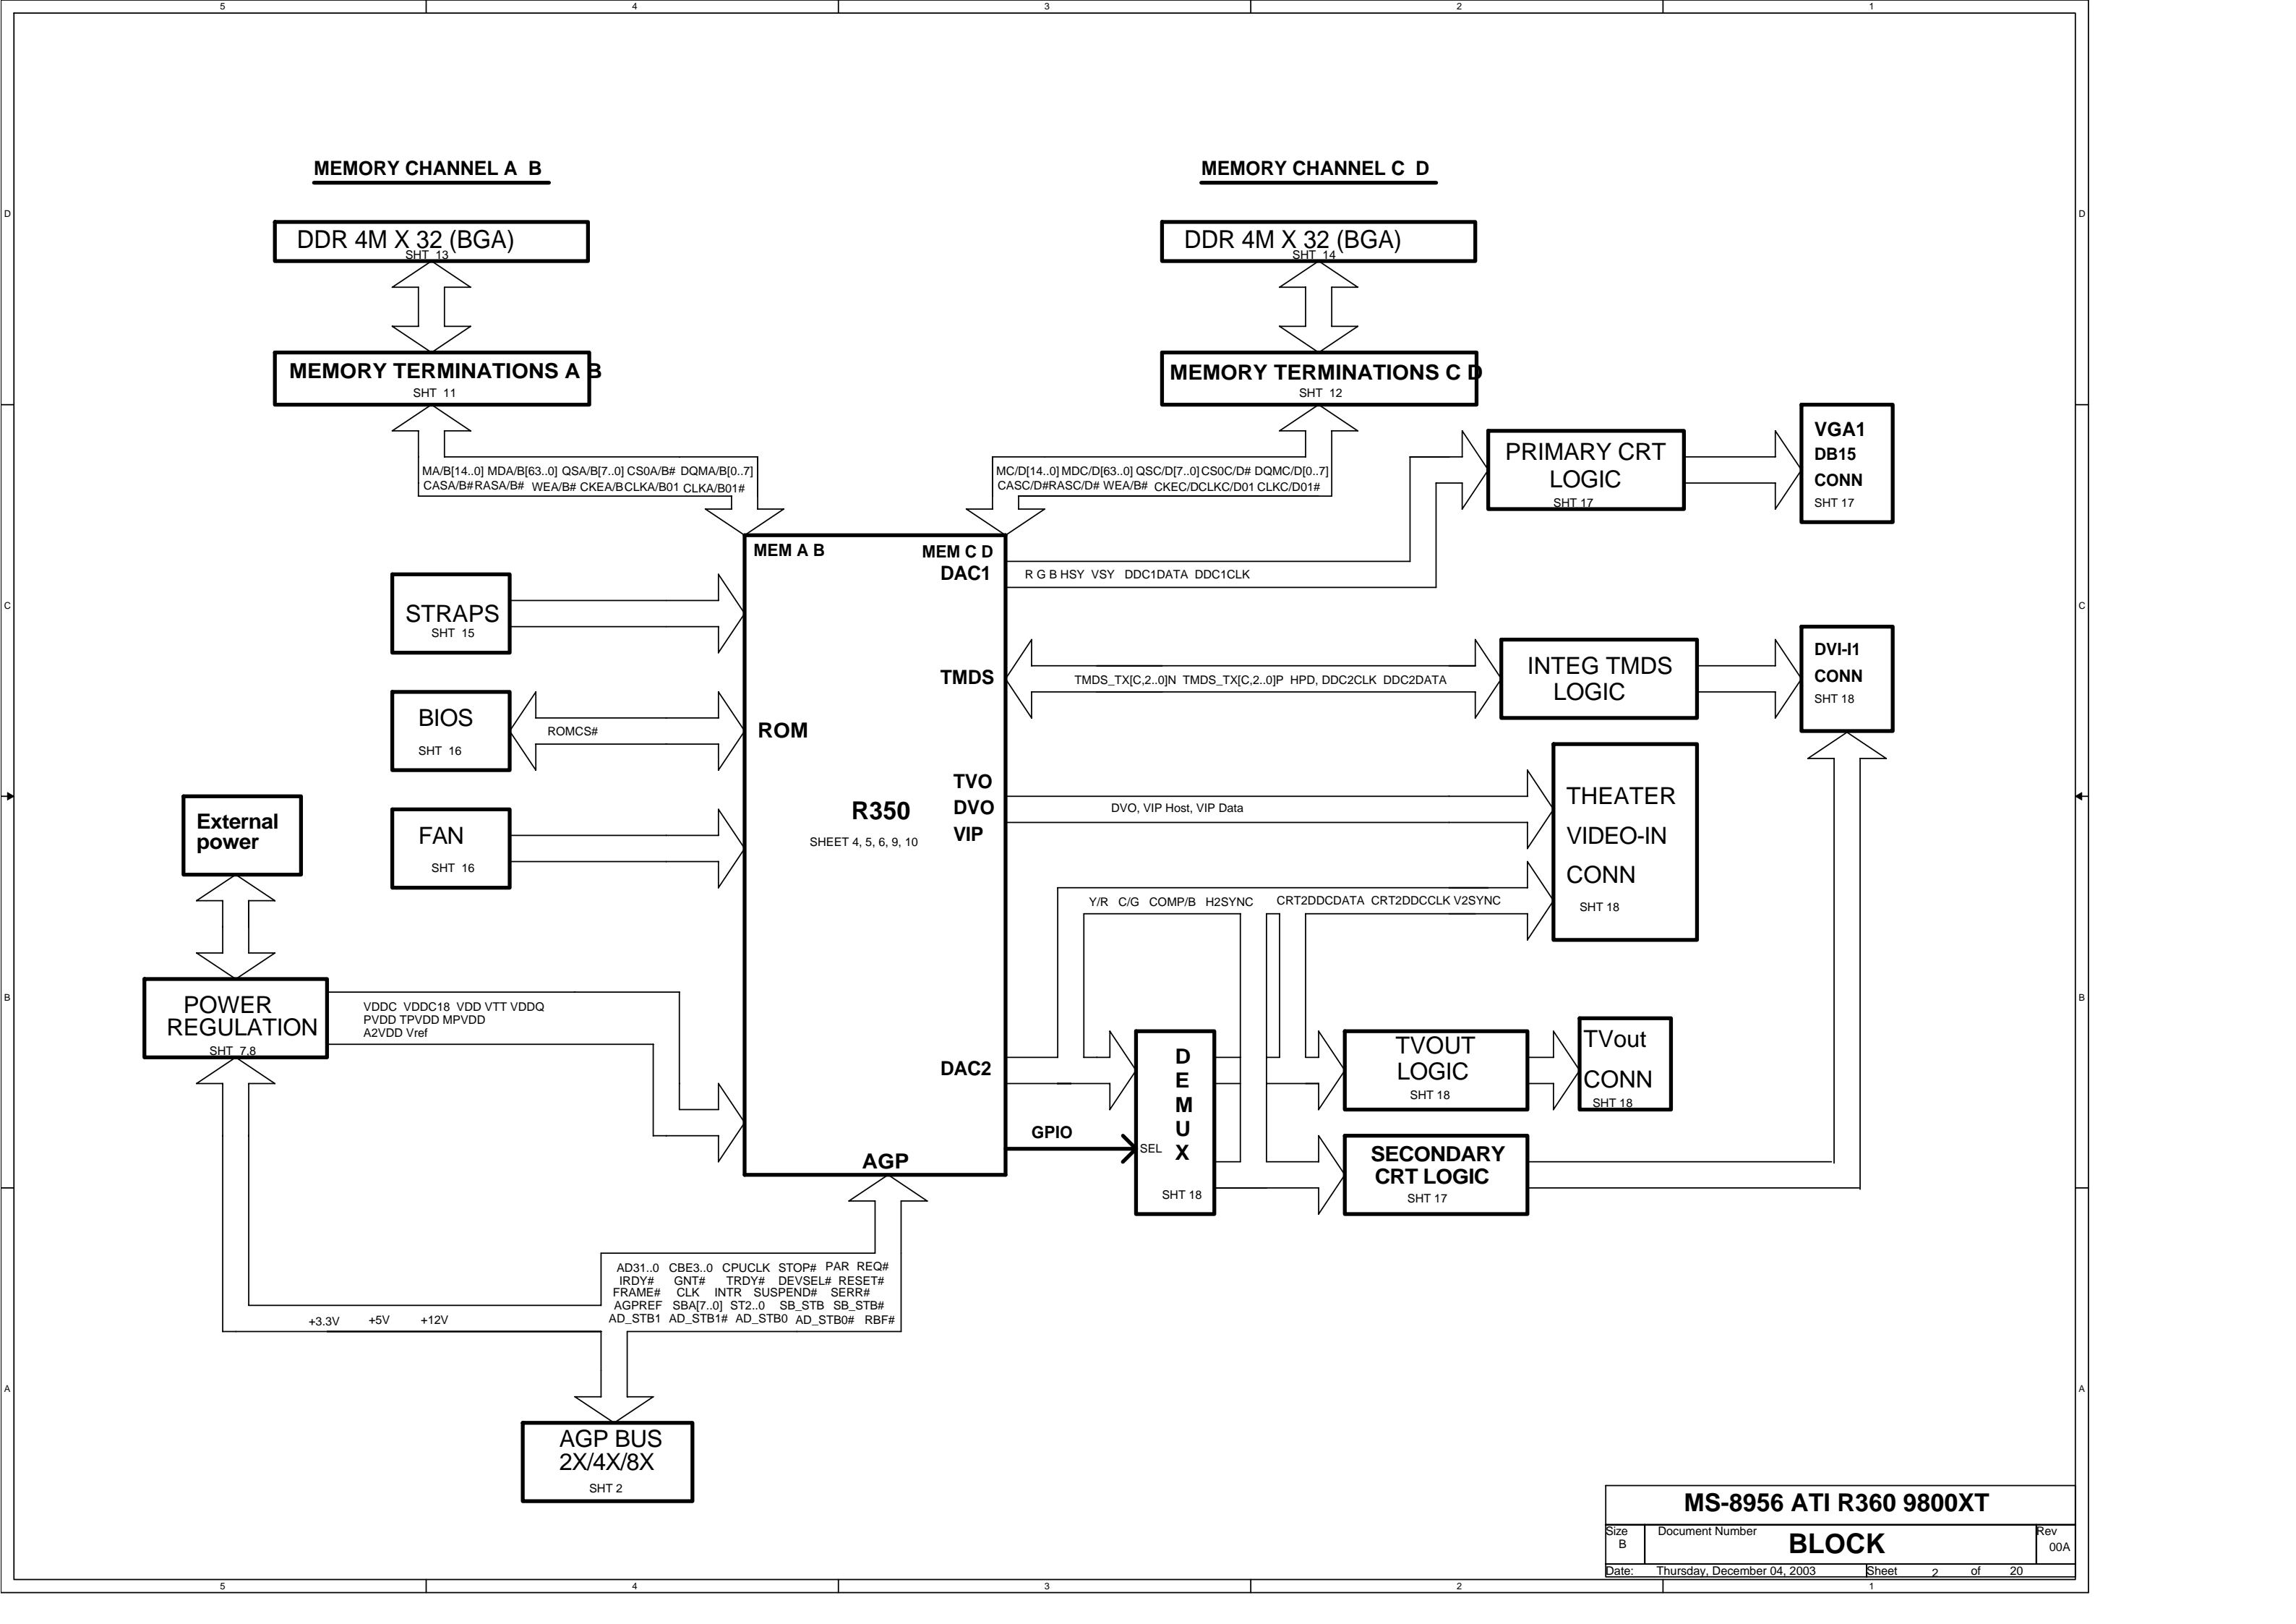 5 4 3 2 1
MEMORY CHANNEL A B
MEMORY CHANNEL C D
D D
DDR 4M X 32 (BGA)
SHT 13
DDR 4M X 32 (BGA)
SHT 14
MEMORY TERMINATIONS A B
SHT 11
MEMORY TERMINATIONS C D
SHT 12
MA/B[14..0] MDA/B[63..0] QSA/B[7..0] CS0A/B# DQMA/B[0..7]
CASA/B# RASA/B# WEA/B# CKEA/B CLKA/B01 CLKA/B01#
MC/D[14..0] MDC/D[63..0] QSC/D[7..0] CS0C/D# DQMC/D[0..7]
CASC/D# RASC/D# WEA/B# CKEC/D CLKC/D01 CLKC/D01#
PRIMARY CRT
LOGIC
SHT 17
VGA1
DB15
CONN
SHT 17
MEM A B
MEM C D
DAC1
R G B HSY VSY DDC1DATA DDC1CLK
C C
STRAPS
SHT 15
TMDS
TMDS_TX[C,2..0]N TMDS_TX[C,2..0]P HPD, DDC2CLK DDC2DATA
INTEG TMDS
LOGIC
DVI-I1
CONN
SHT 18
BIOS
SHT 16
ROMCS#
ROM
TVO
DVO
VIP
DVO, VIP Host, VIP Data
R350
SHEET 4, 5, 6, 9, 10
THEATER
VIDEO-IN
CONN
SHT 18
External
power
FAN
SHT 16
Y/R C/G COMP/B H2SYNC CRT2DDCDATA CRT2DDCCLK V2SYNC
B B
POWER
REGULATION
SHT 7,8
VDDC VDDC18 VDD VTT VDDQ
PVDD TPVDD MPVDD
A2VDD Vref
DAC2
D
E
M
U
X
SEL
SHT 18
GPIO
TVOUT
LOGIC
SHT 18
TVout
CONN
SHT 18
SECONDARY
CRT LOGIC
SHT 17
AGP
AD31..0 CBE3..0 CPUCLK STOP# PAR REQ#
IRDY# GNT# TRDY# DEVSEL# RESET#
FRAME# CLK INTR SUSPEND# SERR#
AGPREF SBA[7..0] ST2..0 SB_STB SB_STB#
AD_STB1 AD_STB1# AD_STB0 AD_STB0# RBF#
+3.3V +5V +12V
A A
AGP BUS
2X/4X/8X
SHT 2
MS-8956 ATI R360 9800XT
Size
B
Document Number
BLOCK
Rev
00A
Date: Thursday, December 04, 2003 Sheet 2 of 20
5 4 3 2 1